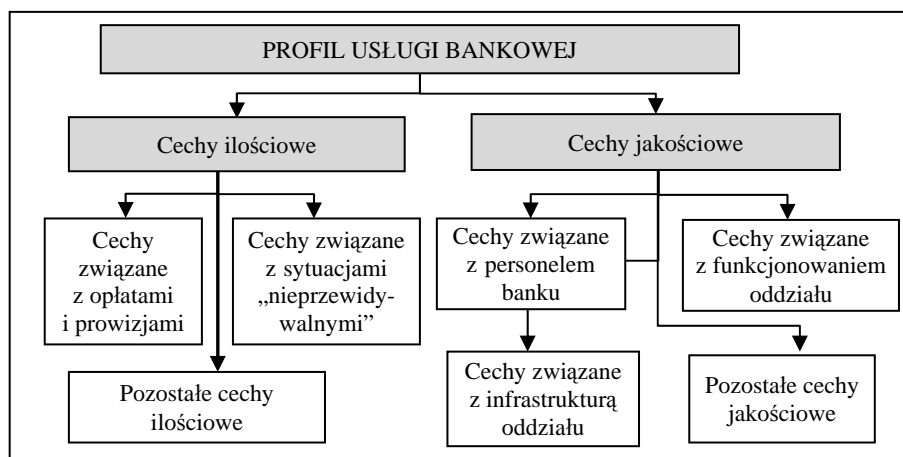 PROFIL USŁUGI BANKOWEJ
Cechy ilościowe
Cechy jakościowe
Cechy
związane
z opłatami
i prowizjami
Cechy związane
z sytuacjami
„nieprzewidy-
walnymi”
Cechy związane
z personelem
banku
Cechy związane
z funkcjonowaniem
oddziału
Pozostałe cechy
ilościowe
Cechy związane
z infrastrukturą
oddziału
Pozostałe cechy
jakościowe